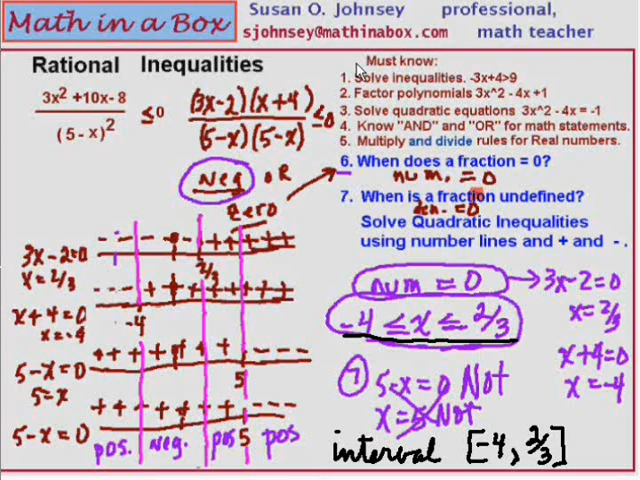 Math in a Box
Susan O. Johnsey professional,
sjohnsey@mathinabox.com math teacher
Rational Inequalities
Must know:
1. Solve inequalities. -3x+4>9
2. Factor polynomials 3x^2 - 4x +1
3. Solve quadratic equations 3x^2 - 4x = -1
4. Know "AND" and "OR" for math statements.
5. Multiply and divide rules for Real numbers.
6. When does a fraction = 0?
num. = 0
7. When is a fraction undefined?
den. = 0
Solve Quadratic Inequalities
using number lines and + and - .
3x² +10x- 8 / (5 - x)² ≤0
(3x-2)(x+4) / (5-x)(5-x) ≤0
Neg OR
zero
3x-2=0
x=2/3
- - - - - + + + + + +
2/3
x+4=0
x=-4
- - - + + + + + + + +
-4
5-x=0
5=x
+ + + + + + + - - - -
5
5-x=0
+ + + + + + + - - - -
5
pos. neg. pos pos
num = 0
3x-2=0
x=2/3
-4 ≤ x ≤ 2/3
x+4=0
x=-4
7 5-x=0 Not
x=5 Not
interval [-4, 2/3]